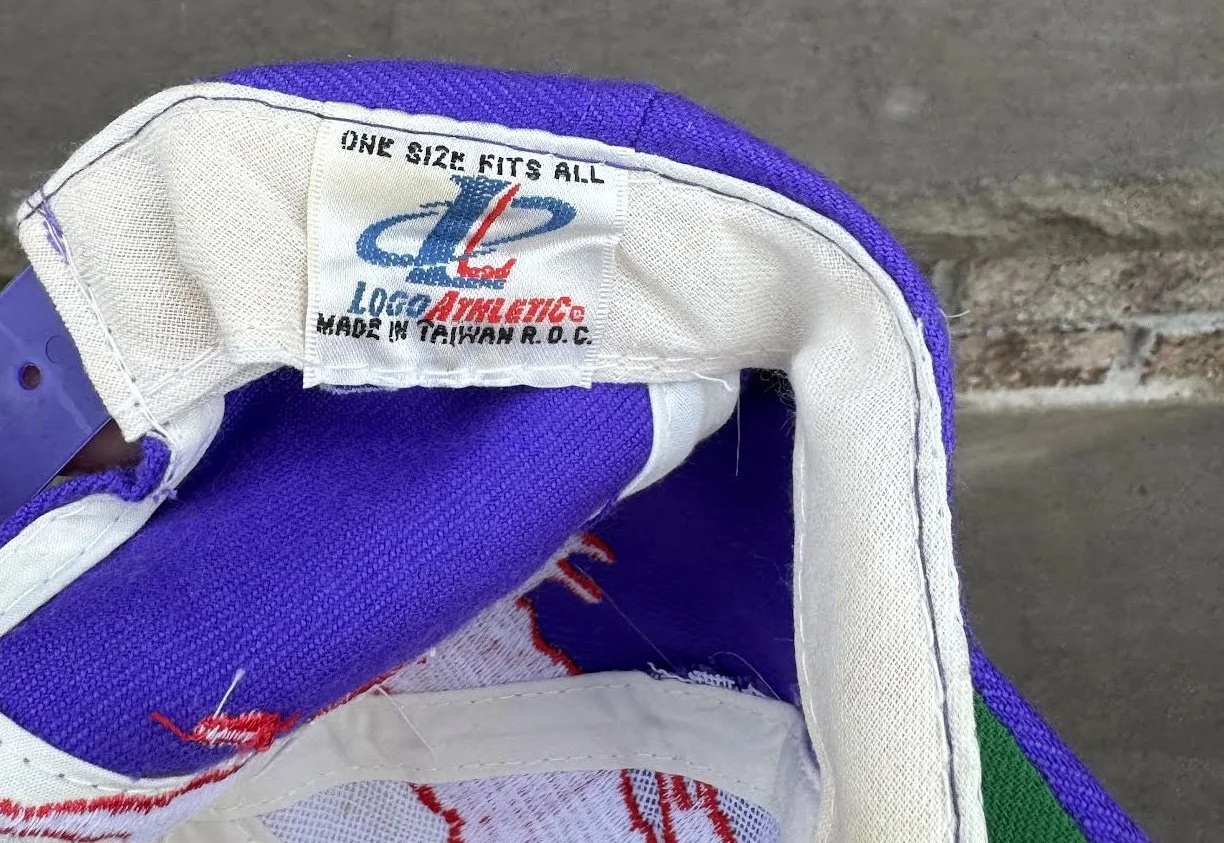 ONE SIZE FITS ALL
LOGO ATHLETIC©
MADE IN TAIWAN R.O.C.